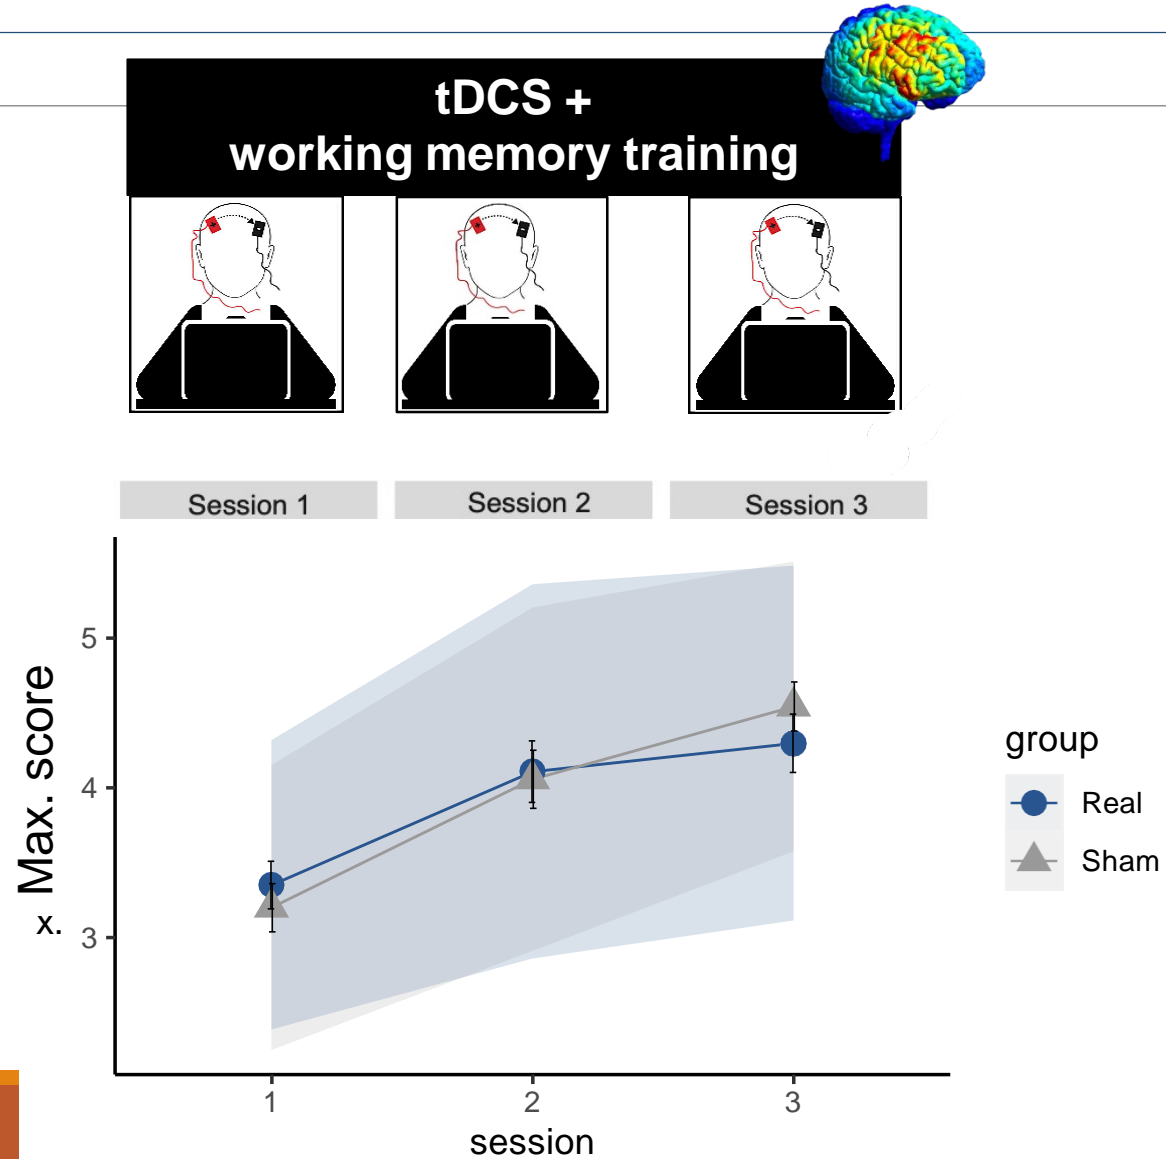 tDCS +
working memory training
Session 1
Session 2
Session 3
5
4
3
x. Max. score
1
2
3
session
group
Real
Sham